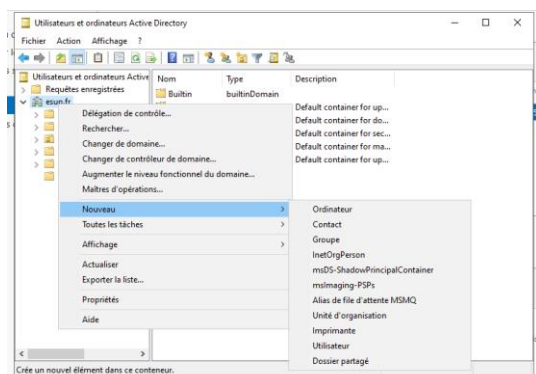 Utilisateurs et ordinateurs Active Directory
Fichier Action Affichage ?
Utilisateurs et ordinateurs Active
Requêtes enregistrées
esun.fr
Nom Type Description
Builtin builtinDomain
Default container for up...
Default container for do...
Default container for sec...
Default container for ma...
Default container for up...
Délégation de contrôle...
Rechercher...
Changer de domaine...
Changer de contrôleur de domaine...
Augmenter le niveau fonctionnel du domaine...
Maîtres d'opérations...
Nouveau
Toutes les tâches
Affichage
Actualiser
Exporter la liste...
Propriétés
Aide
Ordinateur
Contact
Groupe
InetOrgPerson
msDS-ShadowPrincipalContainer
msImaging-PSPs
Alias de file d'attente MSMQ
Unité d'organisation
Imprimante
Utilisateur
Dossier partagé
Crée un nouvel élément dans ce conteneur.